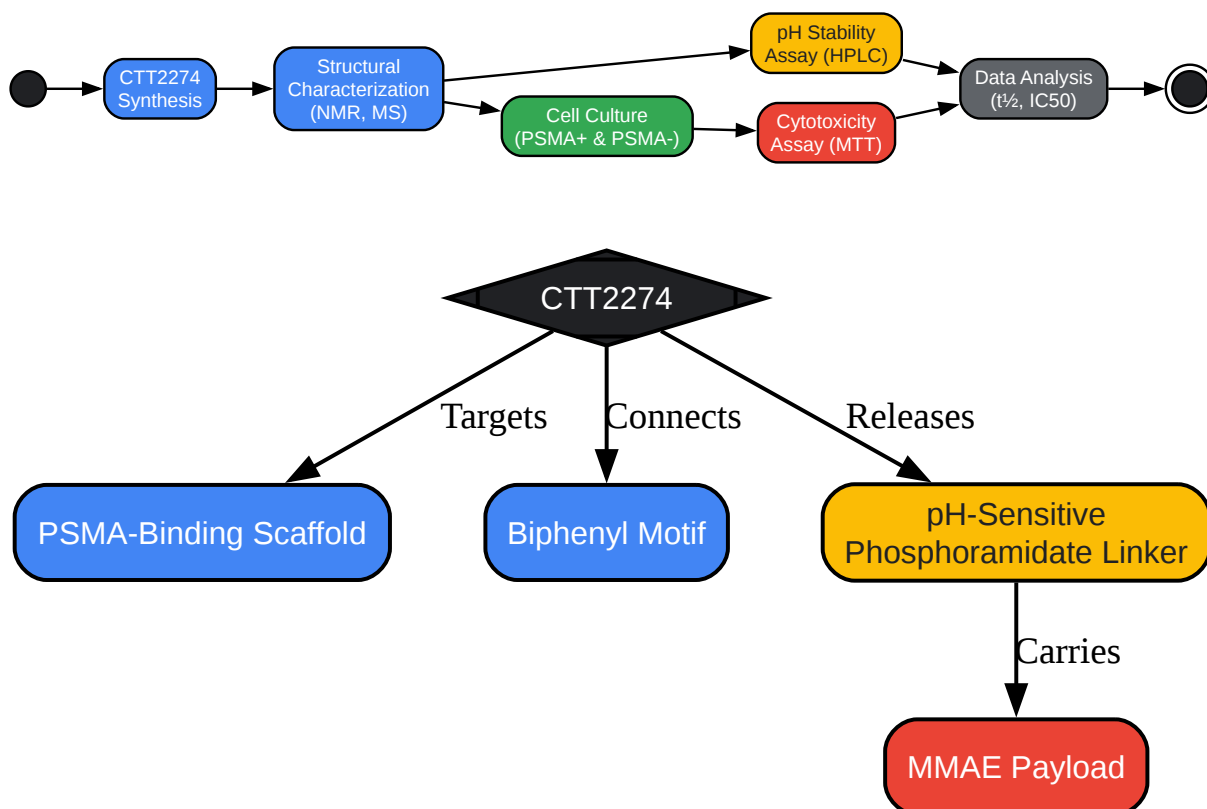 CTT2274
Synthesis
Structural
Characterization
(NMR, MS)
pH Stability
Assay (HPLC)
Cell Culture
(PSMA+ & PSMA-)
Cytotoxicity
Assay (MTT)
Data Analysis
(t½, IC50)
CTT2274
Targets
Connects
Releases
PSMA-Binding Scaffold
Biphenyl Motif
pH-Sensitive
Phosphoramidate Linker
Carries
MMAE Payload